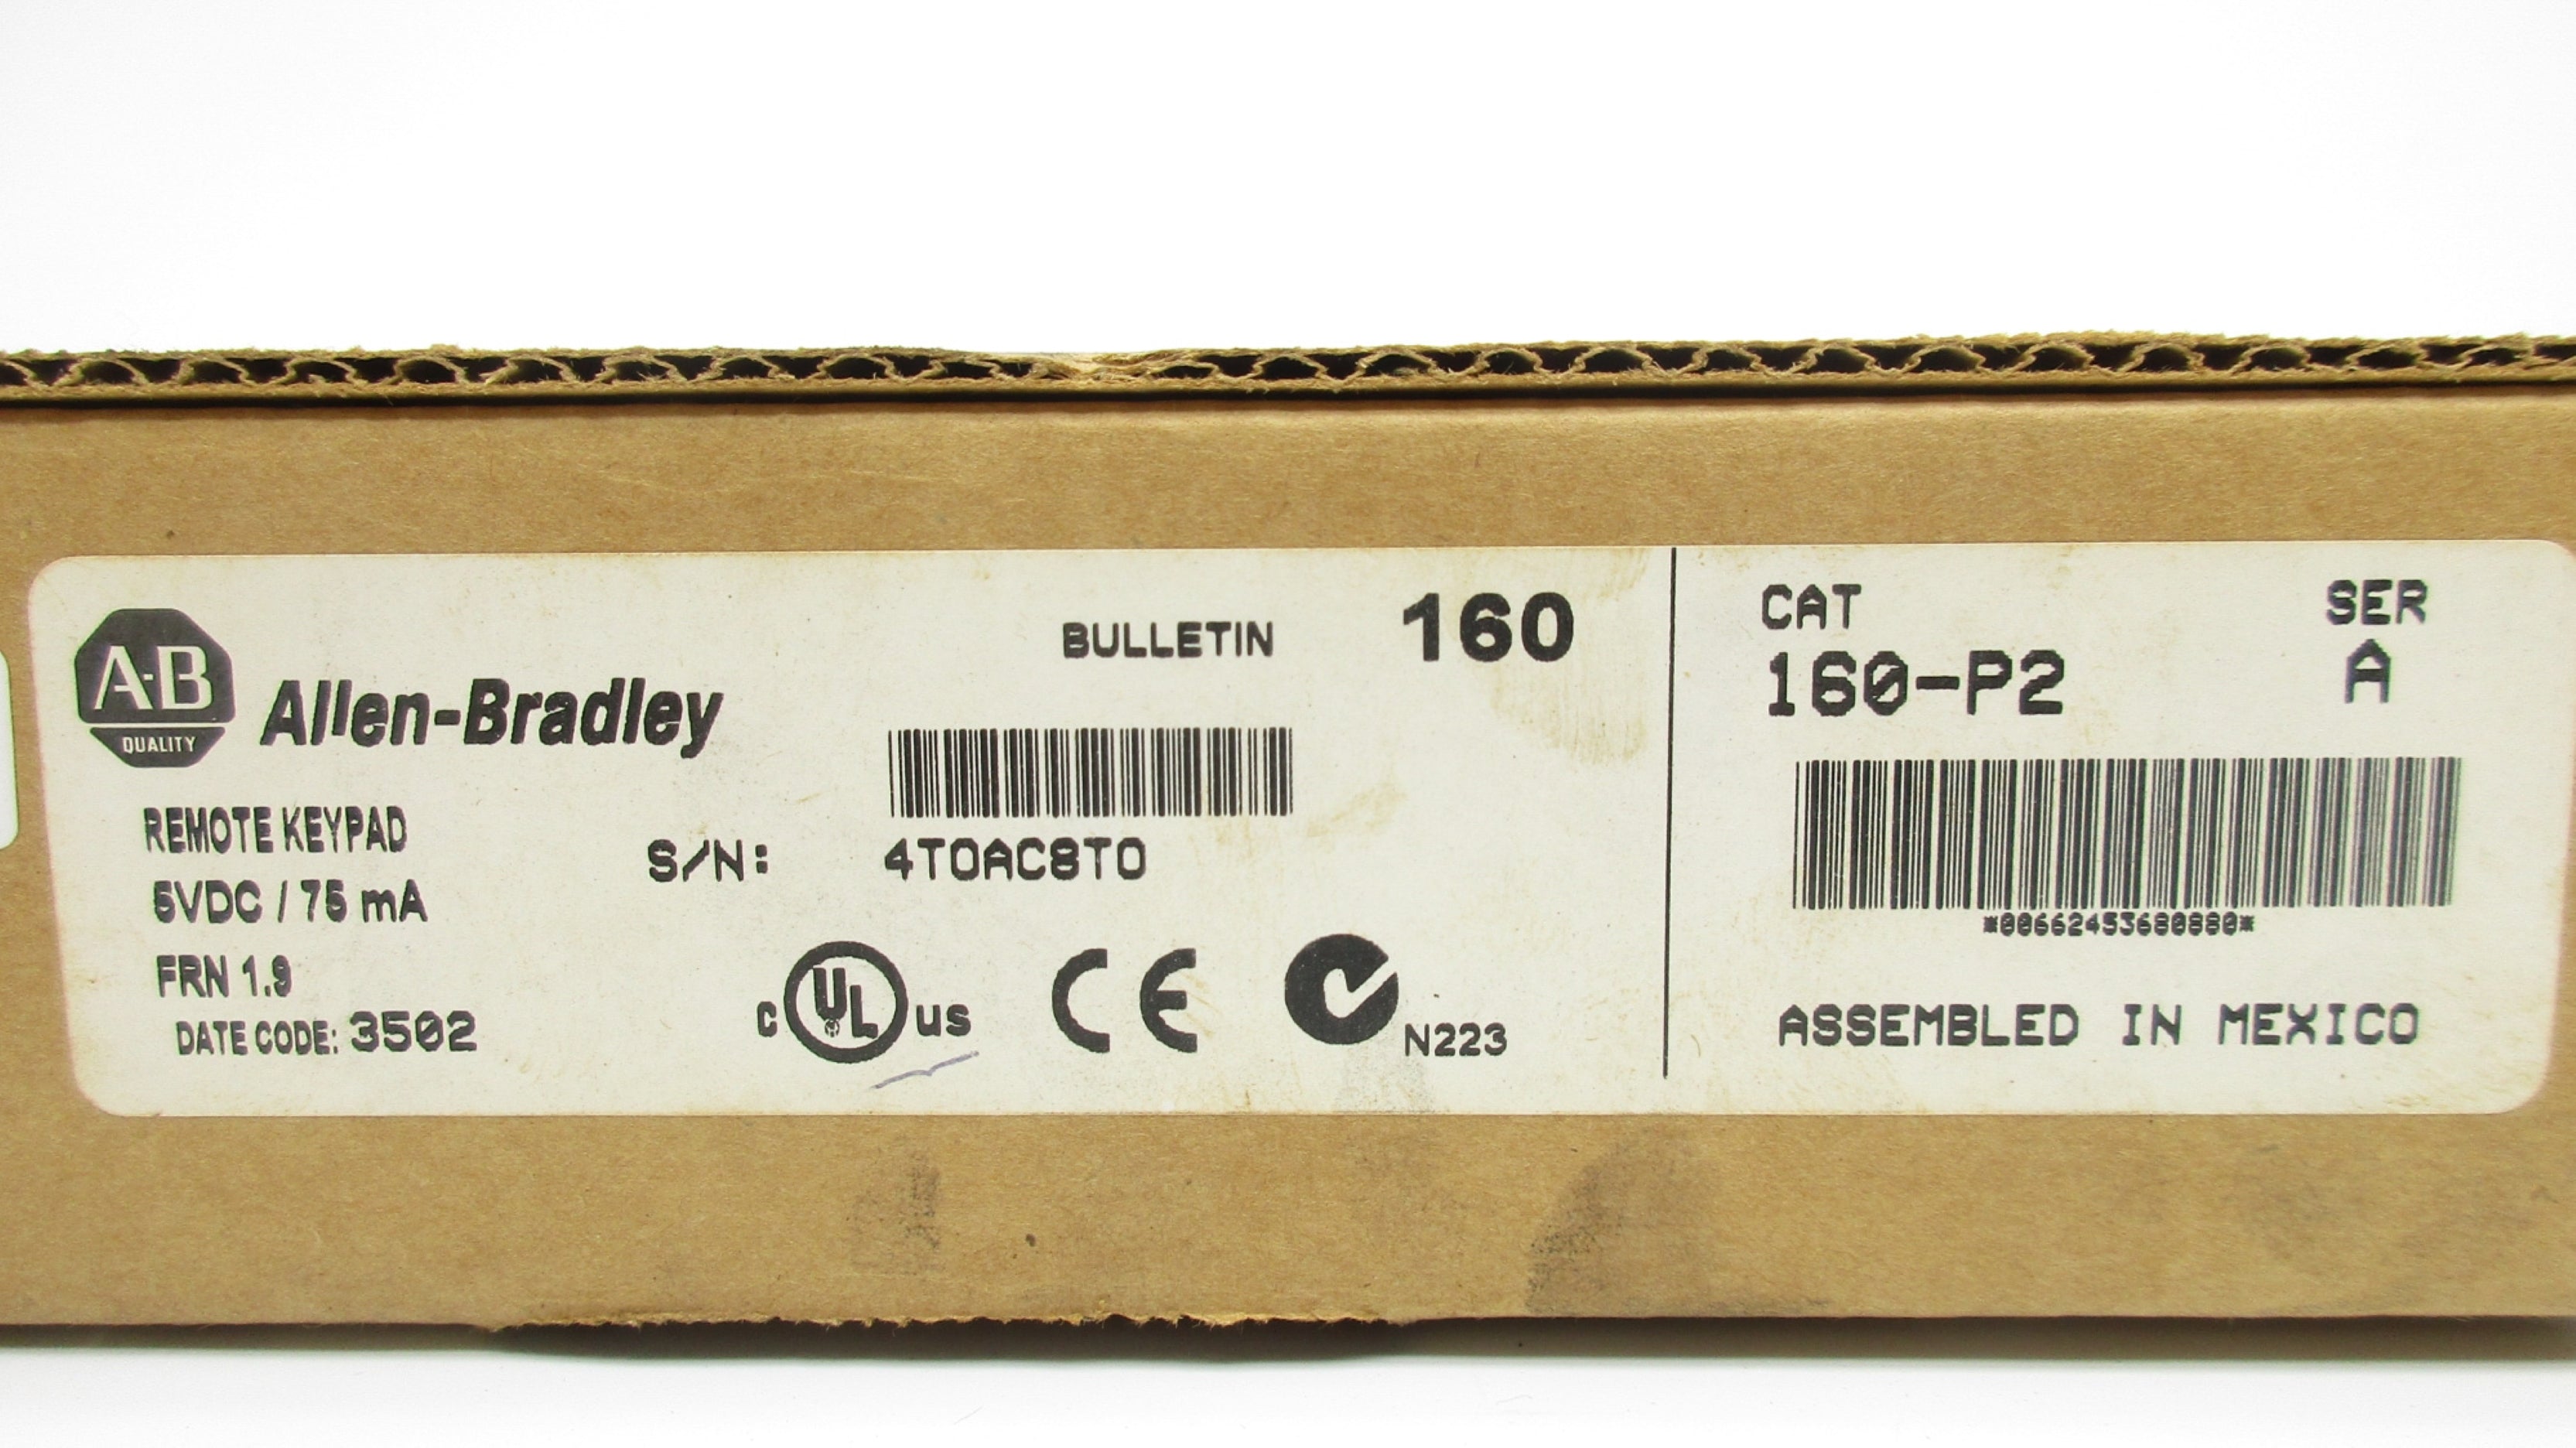 A-B
QUALITY
Allen-Bradley
BULLETIN 160
REMOTE KEYPAD
5VDC / 75 mA
FRN 1.9
DATE CODE: 3502
S/N: 4T0AC8T0
C UL US
CE
N223
CAT SER
160-P2 A
*00662453680880*
ASSEMBLED IN MEXICO